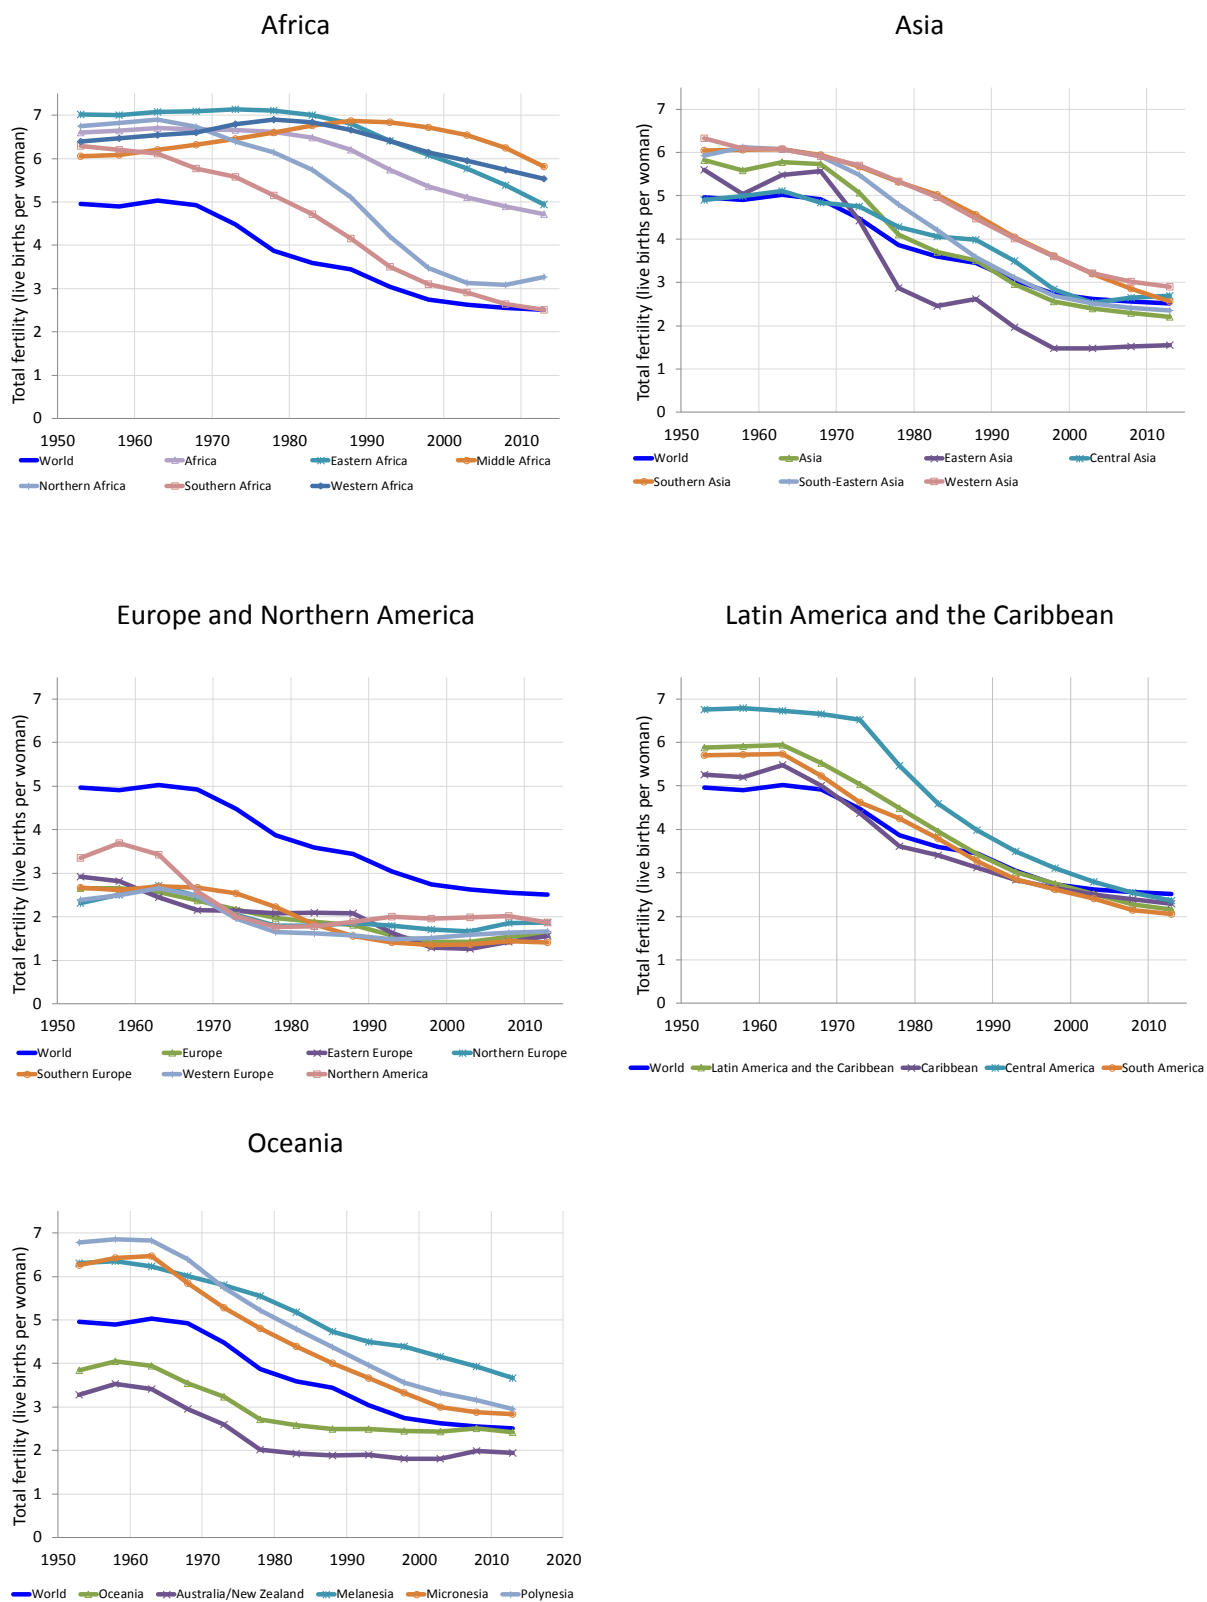 Africa
Total fertility (live births per woman)
7
6
5
4
3
2
1
0
1950 1960 1970 1980 1990 2000 2010
World Africa Eastern Africa Middle Africa
Northern Africa Southern Africa Western Africa
Asia
Total fertility (live births per woman)
7
6
5
4
3
2
1
0
1950 1960 1970 1980 1990 2000 2010
World Asia Eastern Asia Central Asia
Southern Asia South-Eastern Asia Western Asia
Europe and Northern America
Total fertility (live births per woman)
7
6
5
4
3
2
1
0
1950 1960 1970 1980 1990 2000 2010
World Europe Eastern Europe Northern Europe
Southern Europe Western Europe Northern America
Latin America and the Caribbean
Total fertility (live births per woman)
7
6
5
4
3
2
1
0
1950 1960 1970 1980 1990 2000 2010
World Latin America and the Caribbean Caribbean Central America South America
Oceania
Total fertility (live births per woman)
7
6
5
4
3
2
1
0
1950 1960 1970 1980 1990 2000 2010 2020
World Oceania Australia/New Zealand Melanesia Micronesia Polynesia